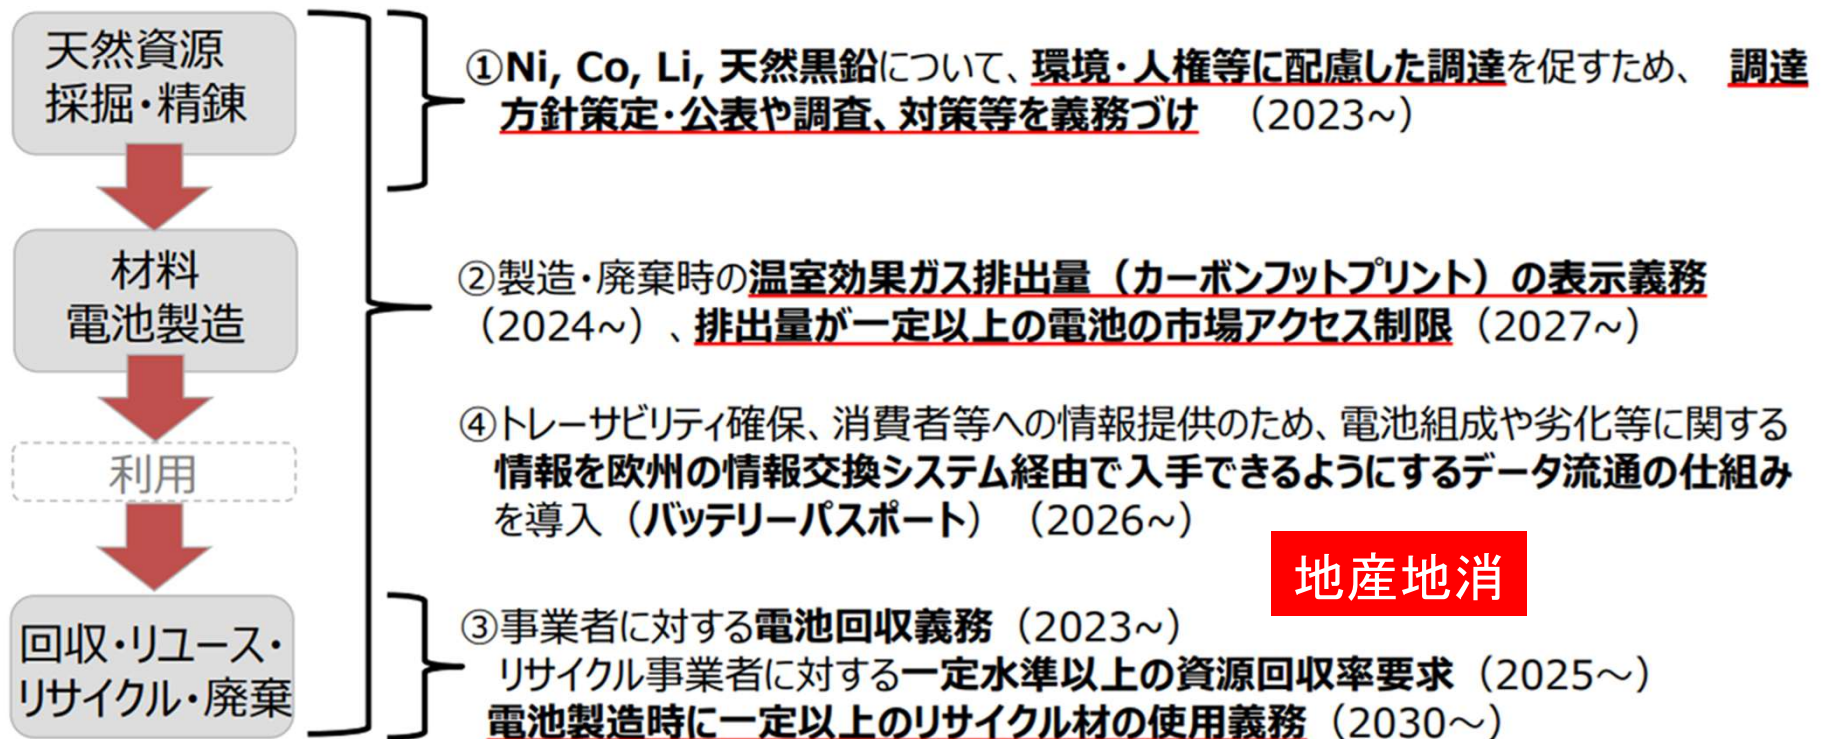 天然資源
採掘・精錬
材料
電池製造
利用
回収・リユース・
リサイクル・廃棄
①Ni, Co, Li, 天然黒鉛について、環境・人権等に配慮した調達を促すため、 調達
方針策定・公表や調査、対策等を義務づけ （2023~）
②製造・廃棄時の温室効果ガス排出量（カーボンフットプリント）の表示義務
（2024~）、排出量が一定以上の電池の市場アクセス制限（2027~）
④トレーサビリティ確保、消費者等への情報提供のため、電池組成や劣化等に関する
情報を欧州の情報交換システム経由で入手できるようにするデータ流通の仕組み
を導入（バッテリーパスポート）（2026~）
地産地消
③事業者に対する電池回収義務（2023~）
リサイクル事業者に対する一定水準以上の資源回収率要求（2025～）
電池製造時に一定以上のリサイクル材の使用義務（2030～）